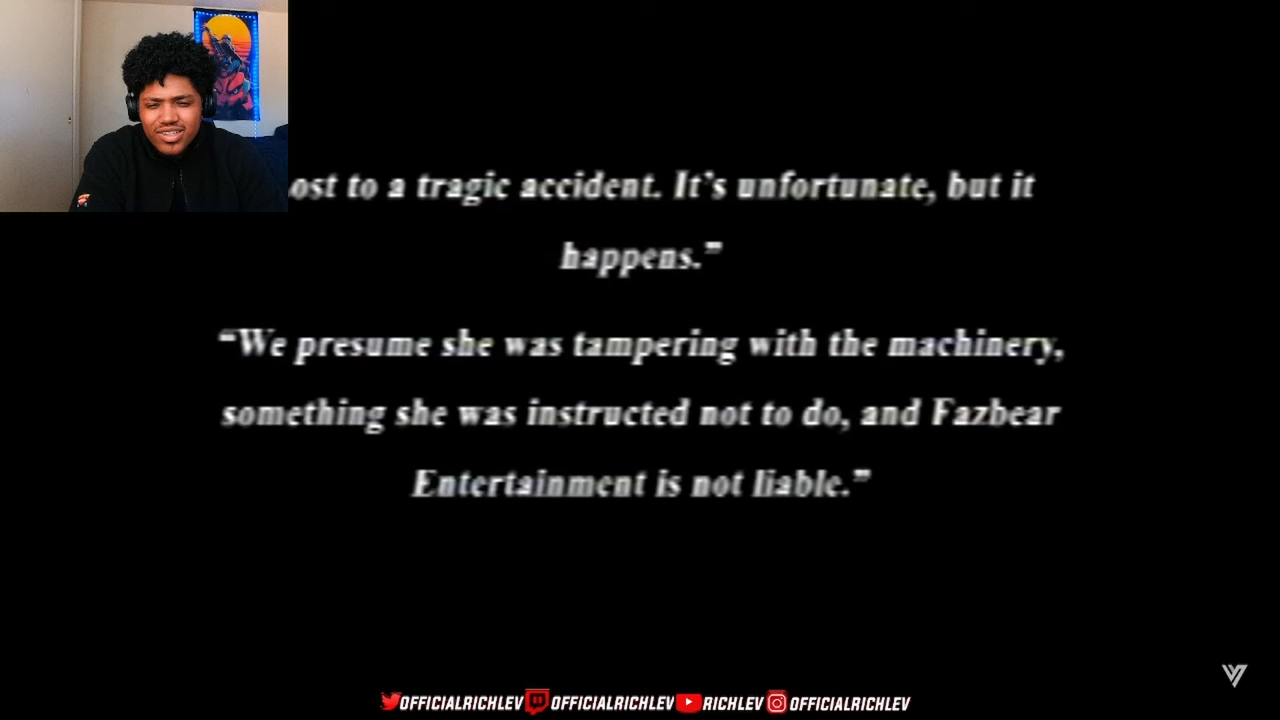 ost to a tragic accident. It's unfortunate, but it
happens.”
“We presume she was tampering with the machinery,
something she was instructed not to do, and Fazbear
Entertainment is not liable.”
OFFICIALRICHLEV OFFICIALRICHLEV RICHLEV OFFICIALRICHLEV